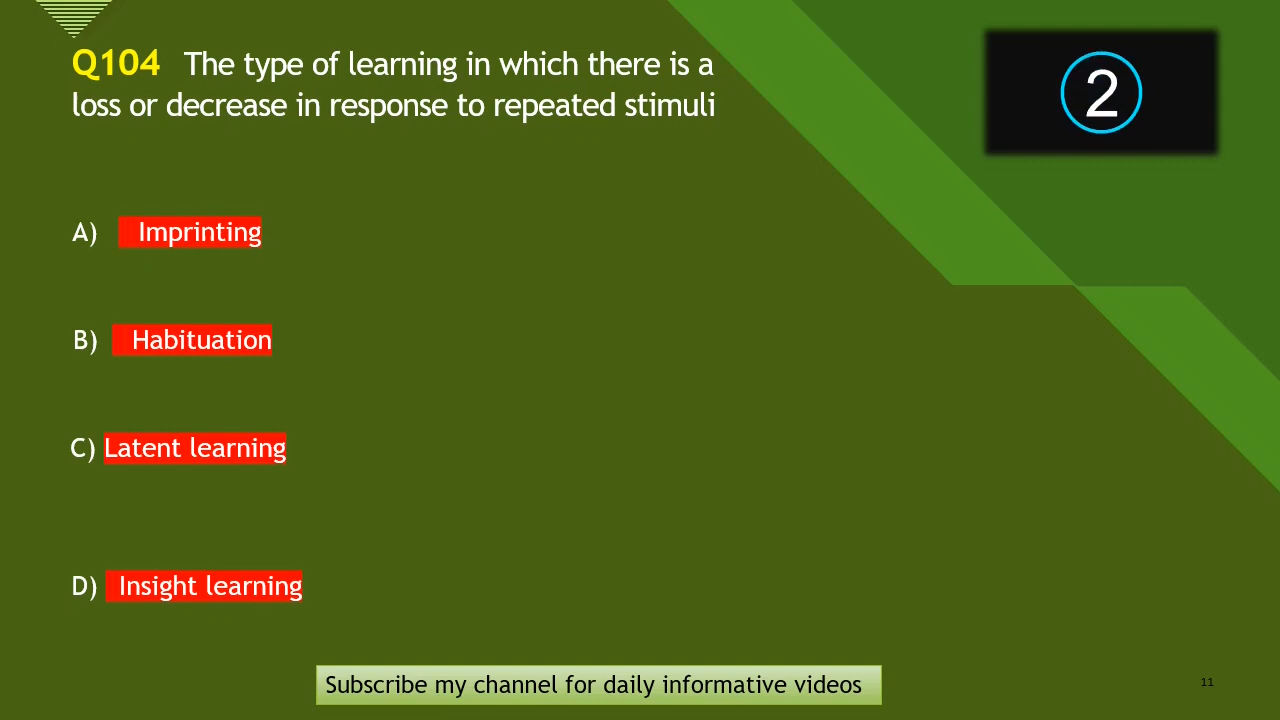 Q104 The type of learning in which there is a
loss or decrease in response to repeated stimuli
2
A) Imprinting
B) Habituation
C) Latent learning
D) Insight learning
Subscribe my channel for daily informative videos
11